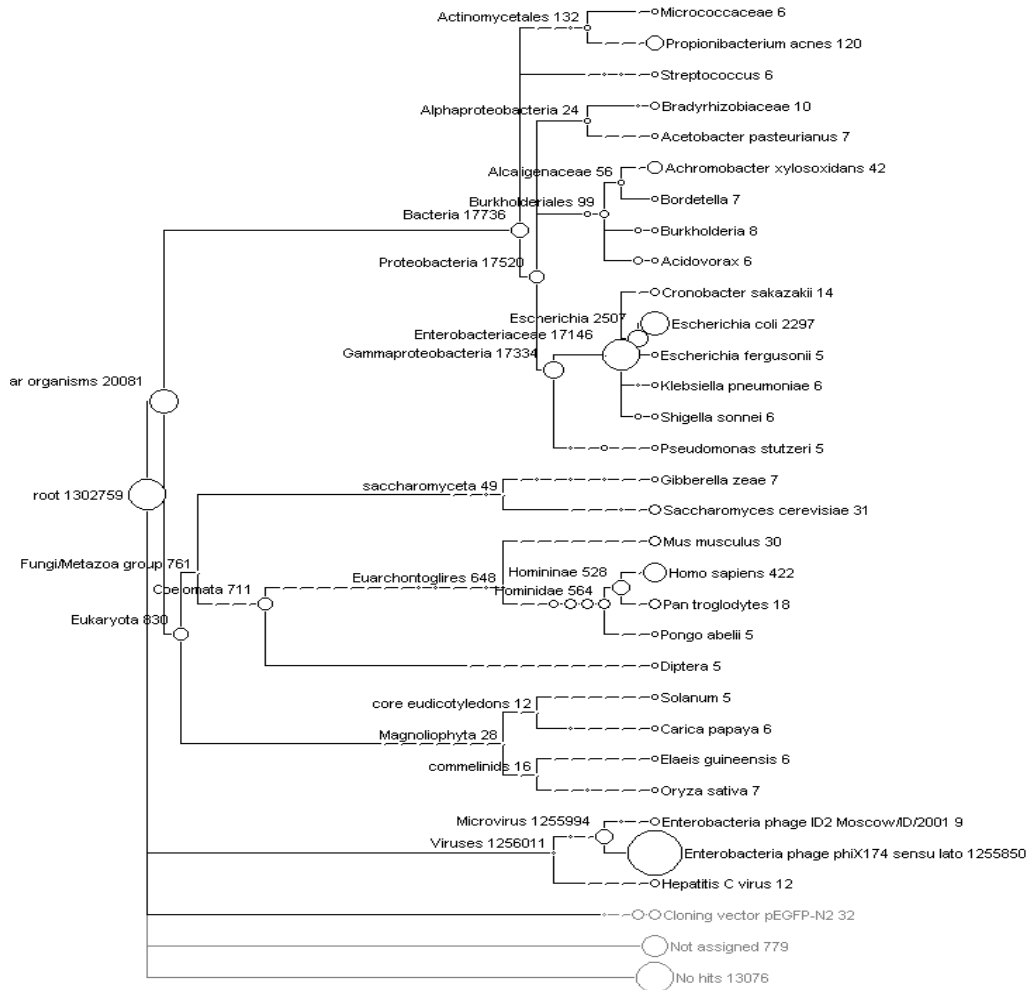 Micrococcaceae 6
Actinomycetales 132
Propionibacterium acnes 120
Streptococcus 6
Bradyrhizobiaceae 10
Alphaproteobacteria 24
Acetobacter pasteurianus 7
Achromobacter xylosoxidans 42
Alcaligenaceae 56
Bordetella 7
Burkholderiales 99
Bacteria 17736
Burkholderia 8
Proteobacteria 17520
Acidovorax 6
Cronobacter sakazakii 14
Escherichia 2507
Escherichia coli 2297
Enterobacteriaceae 17146
Gammaproteobacteria 17334
Escherichia fergusonii 5
ar organisms 20081
Klebsiella pneumoniae 6
Shigella sonnei 6
Pseudomonas stutzeri 5
root 1302759
saccharomyceta 49
Gibberella zeae 7
Saccharomyces cerevisiae 31
Mus musculus 30
Fungi/Metazoa group 761
Homininae 528
Homo sapiens 422
Euarchontoglires 648
Coelomata 711
Hominidae 564
Pan troglodytes 18
Eukaryota 830
Pongo abelii 5
Diptera 5
Solanum 5
core eudicotyledons 12
Carica papaya 6
Magnoliophyta 28
Elaeis guineensis 6
commelinids 16
Oryza sativa 7
Microvirus 1255994
Enterobacteria phage ID2 Moscow/ID/2001 9
Viruses 1256011
Enterobacteria phage phiX174 sensu lato 1255850
Hepatitis C virus 12
Cloning vector pEGFP-N2 32
Not assigned 779
No hits 13076